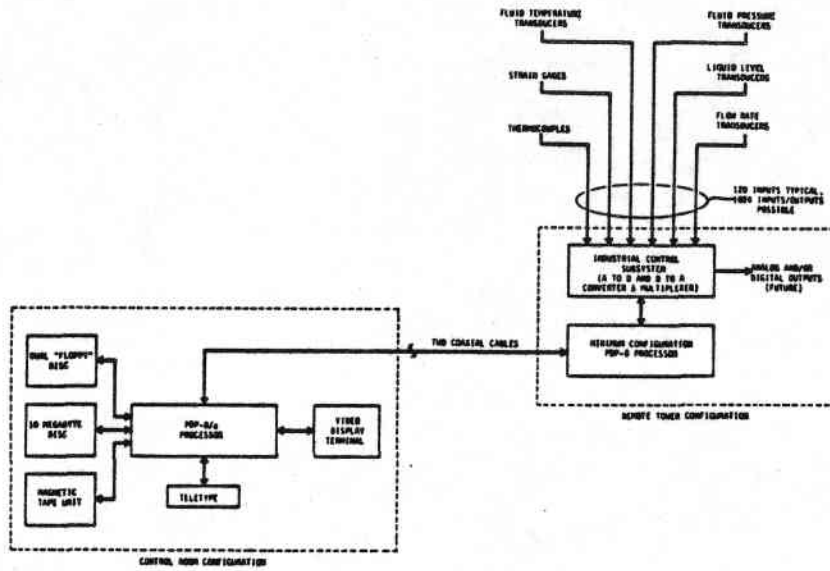 FLUID TEMPERATURE
TRANSDUCERS
FLUID PRESSURE
TRANSDUCERS
STRAIN GAGES
LIQUID LEVEL
TRANSDUCERS
THERMOCOUPLES
FLOW RATE
TRANSDUCERS
120 INPUTS TYPICAL,
INPUTS/OUTPUTS
POSSIBLE
INDUSTRIAL CONTROL
SUBSYSTEM
(A TO D AND D TO A
CONVERTER & MULTIPLEXER)
ANALOG AND/OR
DIGITAL OUTPUTS
(FUTURE)
MINIMUM CONFIGURATION
PDP-8 PROCESSOR
REMOTE TOWER CONFIGURATION
TWO COAXIAL CABLES
DUAL "FLOPPY"
DISC
10 MEGABYTE
DISC
MAGNETIC
TAPE UNIT
PDP-8/a
PROCESSOR
VIDEO
DISPLAY
TERMINAL
TELETYPE
CONTROL ROOM CONFIGURATION